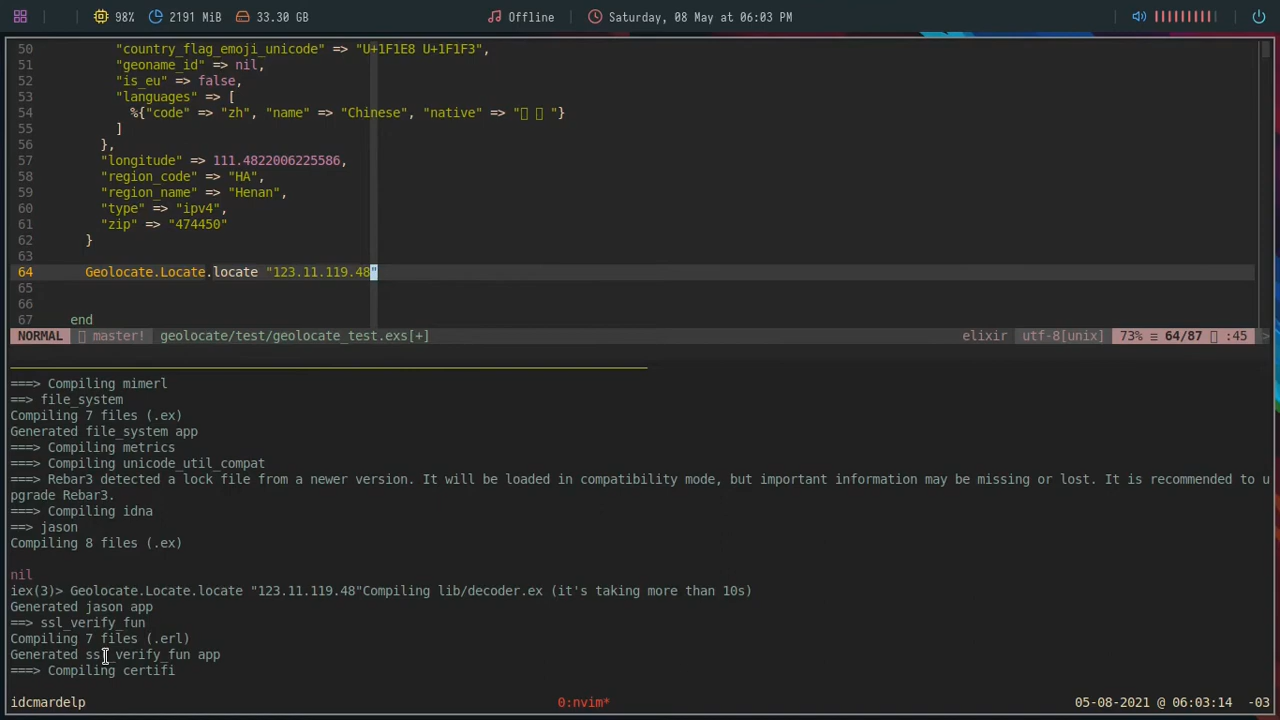 98% 2191 MiB 33.30 GB Offline Saturday, 08 May at 06:03 PM
50 "country_flag_emoji_unicode" => "U+1F1E8 U+1F1F3",
51 "geoname_id" => nil,
52 "is_eu" => false,
53 "languages" => [
54 %{"code" => "zh", "name" => "Chinese", "native" => " "}
55 ]
56 },
57 "longitude" => 111.4822006225586,
58 "region_code" => "HA",
59 "region_name" => "Henan",
60 "type" => "ipv4",
61 "zip" => "474450"
62 }
63
64 Geolocate.Locate.locate "123.11.119.48"
65
66
67 end
NORMAL master! geolocate/test/geolocate_test.exs[+] elixir utf-8[unix] 73% ≡ 64/87 :45 >
===> Compiling mimerl
==> file_system
Compiling 7 files (.ex)
Generated file_system app
===> Compiling metrics
===> Compiling unicode_util_compat
===> Rebar3 detected a lock file from a newer version. It will be loaded in compatibility mode, but important information may be missing or lost. It is recommended to u
pgrade Rebar3.
===> Compiling idna
==> jason
Compiling 8 files (.ex)
nil
iex(3)> Geolocate.Locate.locate "123.11.119.48"Compiling lib/decoder.ex (it's taking more than 10s)
Generated jason app
==> ssl_verify_fun
Compiling 7 files (.erl)
Generated ssl_verify_fun app
===> Compiling certifi
idcmardelp 0:nvim* 05-08-2021 @ 06:03:14 -03